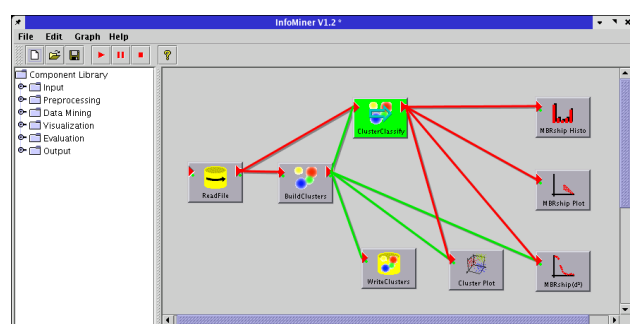 InfoMiner V1.2 *
File Edit Graph Help
Component Library
Input
Preprocessing
Data Mining
Visualization
Evaluation
Output
ClusterClassify
MBRship Histo
ReadFile
BuildClusters
MBRship Plot
WriteClusters
Cluster Plot
MBRship(d²)